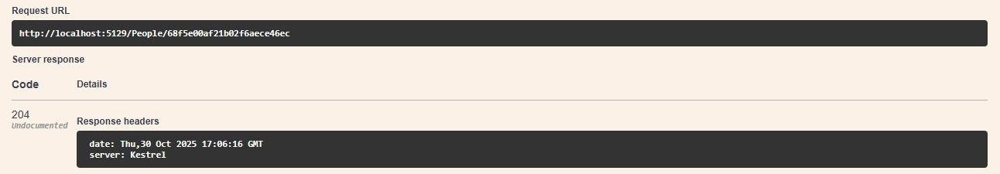 Request URL
http://localhost:5129/People/68f5e00af21b02f6aece46ec
Server response
Code Details
204
Undocumented
Response headers
date: Thu,30 Oct 2025 17:06:16 GMT
server: Kestrel